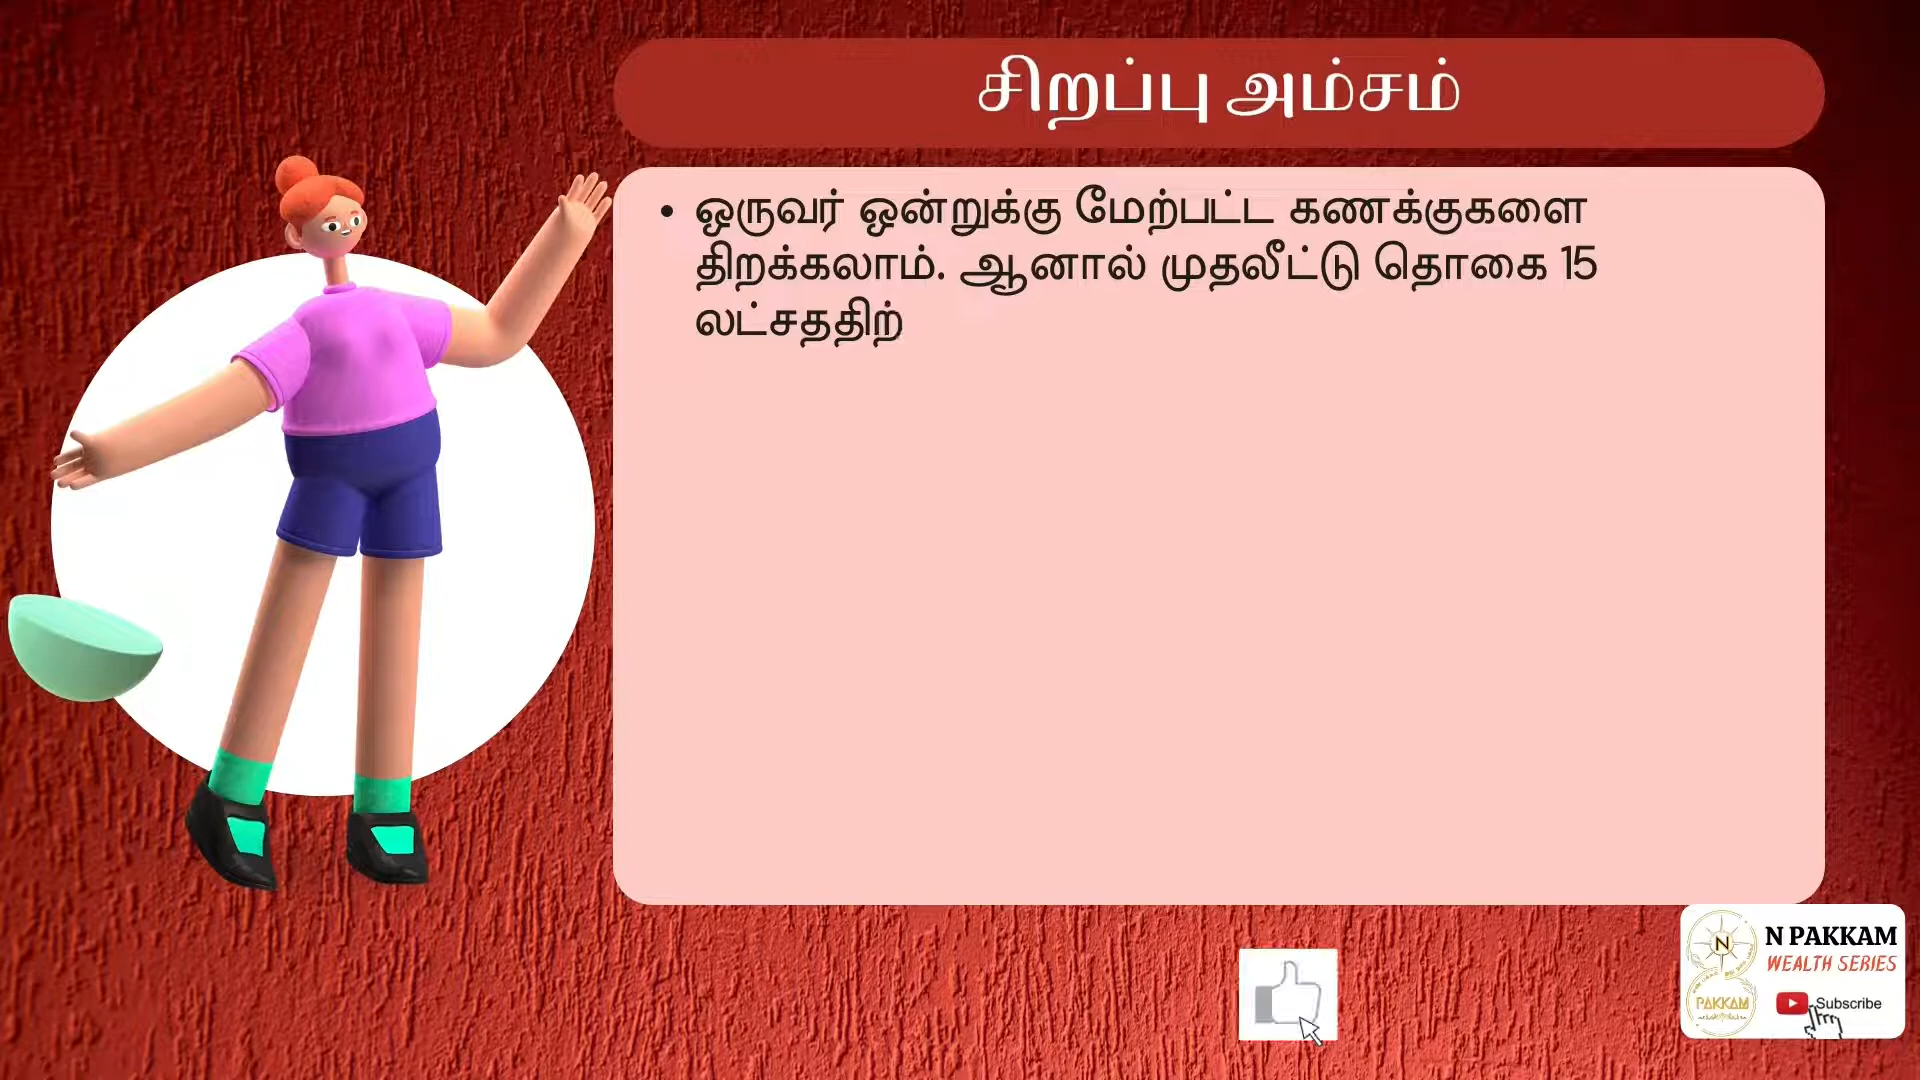 சிறப்பு அம்சம்
• ஒருவர் ஒன்றுக்கு மேற்பட்ட கணக்குகளை
திறக்கலாம். ஆனால் முதலீட்டு தொகை 15
லட்சததிற்
N PAKKAM
WEALTH SERIES
N
PAKKAM
Subscribe